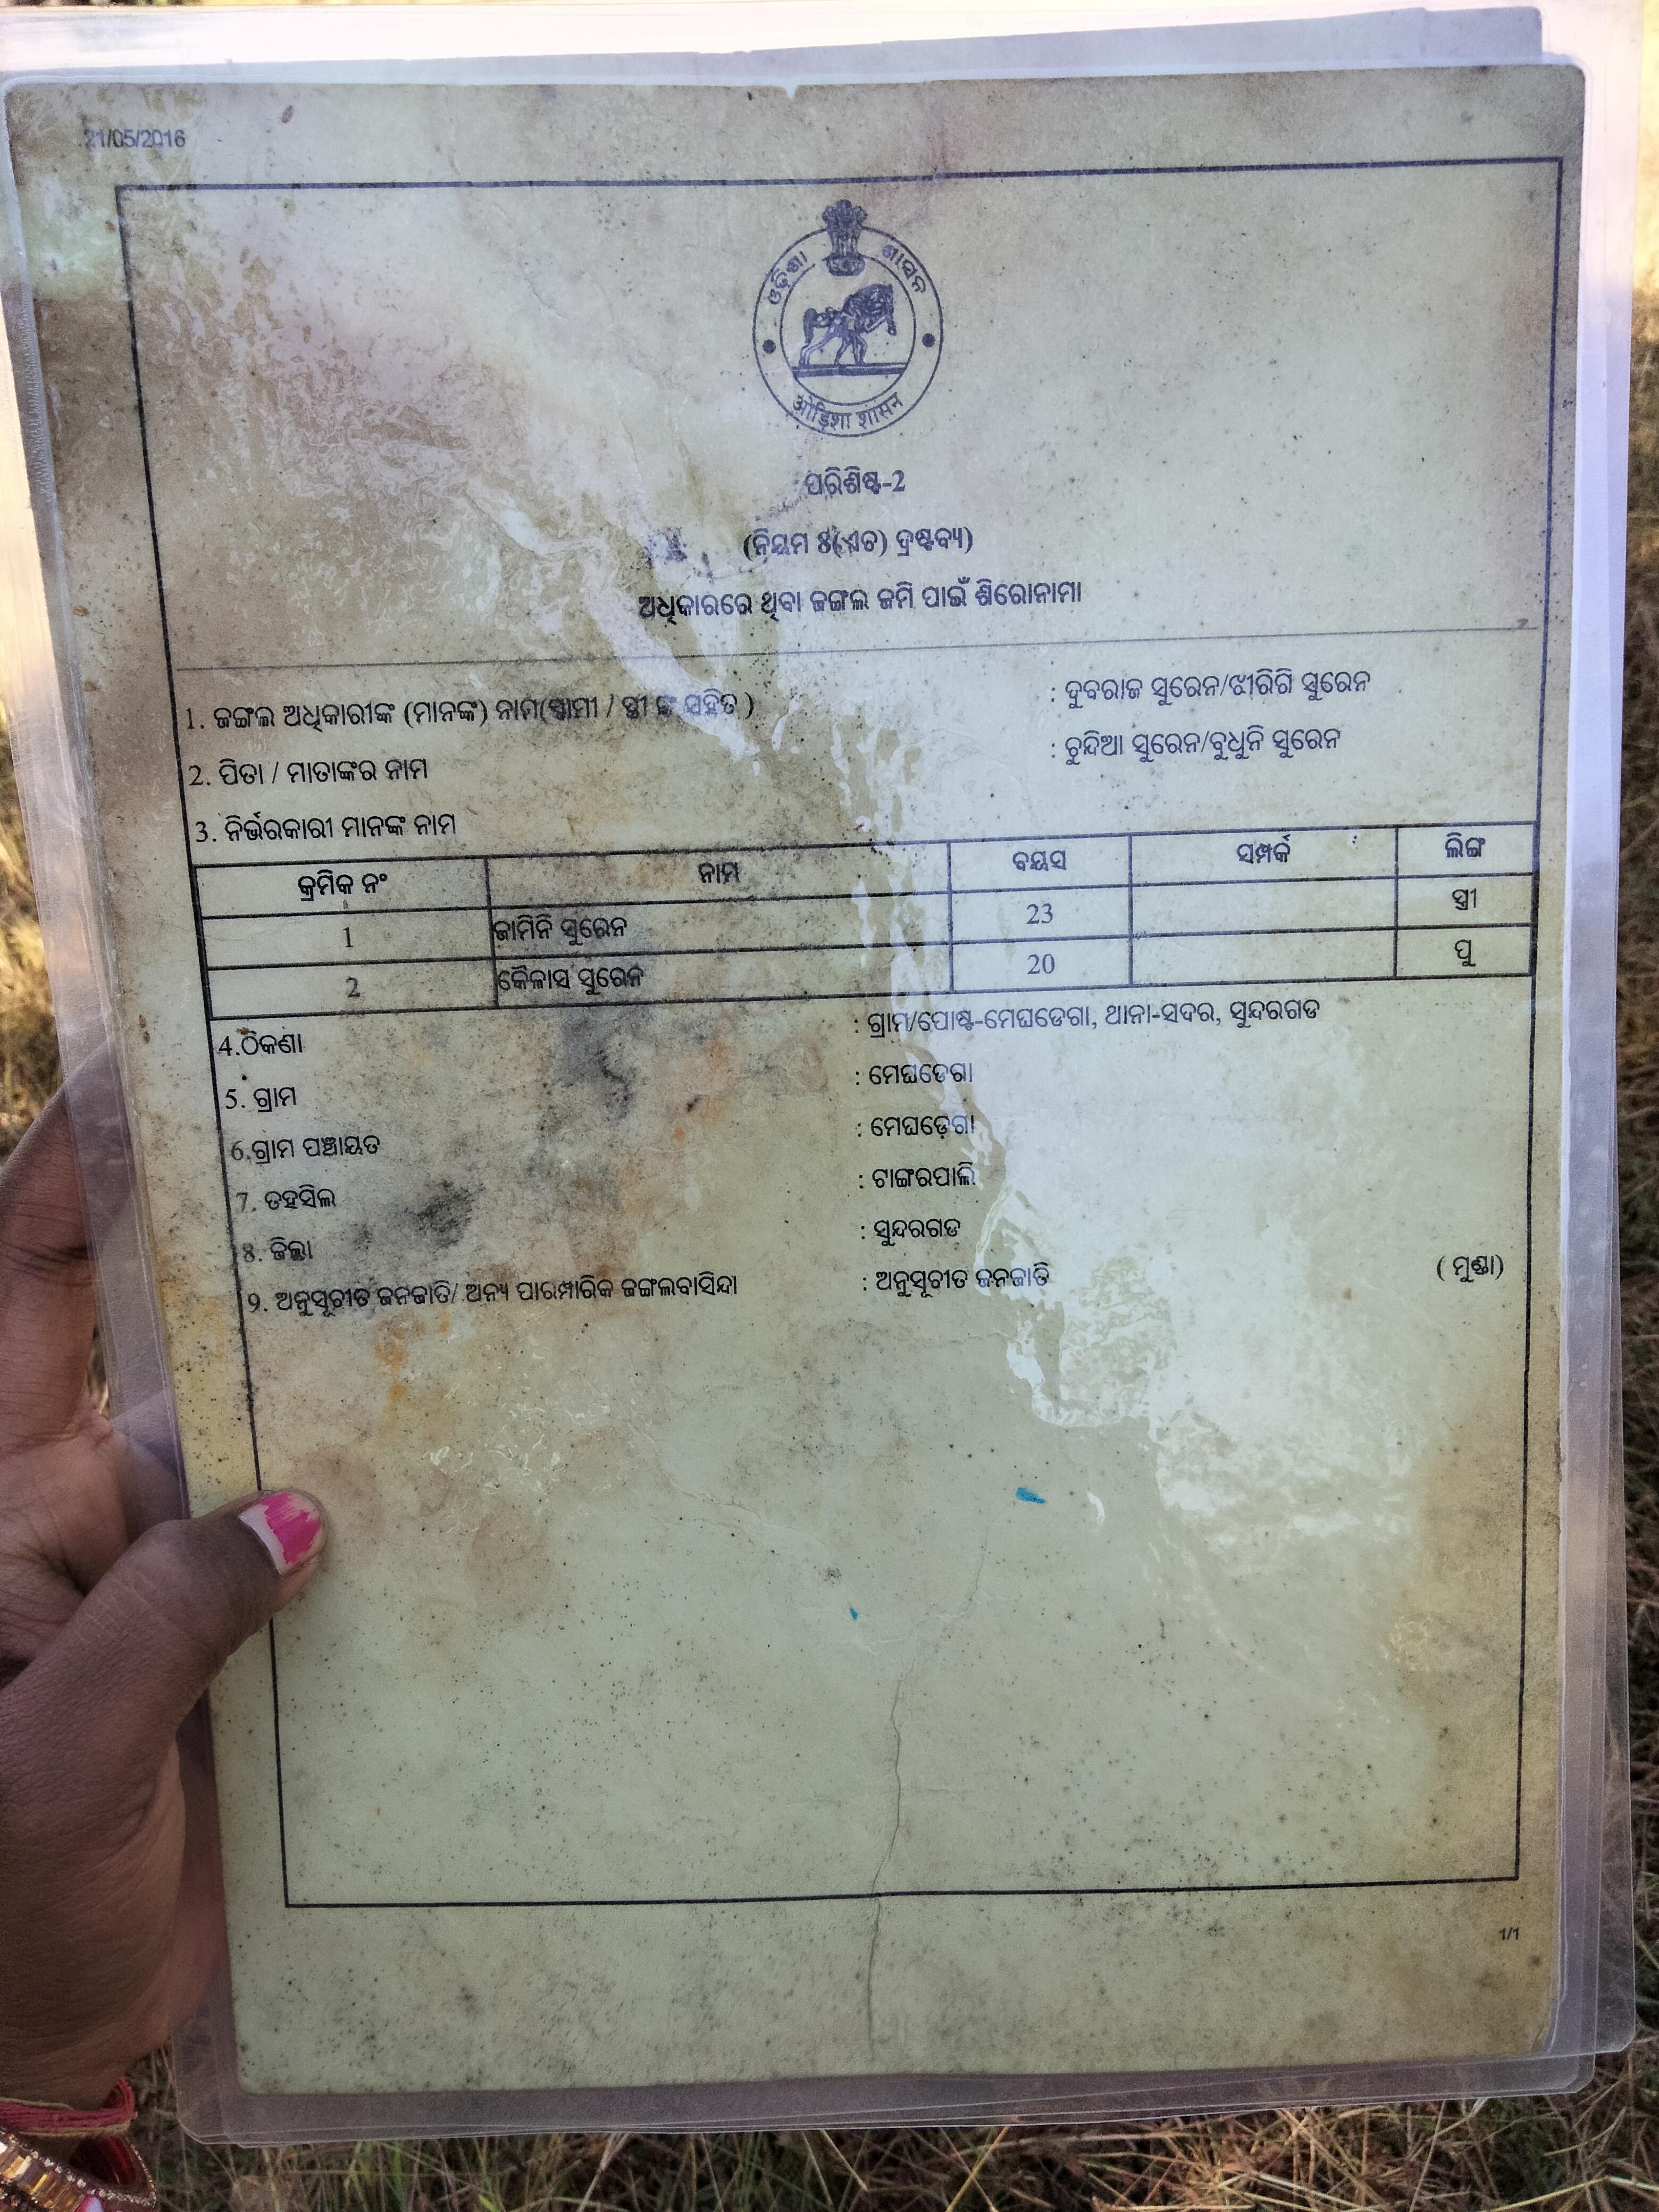 21/05/2016
ଓଡ଼ିଶା ଶାସନ
ओड़िशा शासन
ପରିଶିଷ୍ଟ-2
(ନିୟମ ୫(ଏଚ) ଦ୍ରଷ୍ଟବ୍ୟ)
ଅଧିକାରରେ ଥିବା ଜଙ୍ଗଲ ଜମି ପାଇଁ ଶିରୋନାମା
1. ଜଙ୍ଗଲ ଅଧିକାରୀଙ୍କ (ମାନଙ୍କ) ନାମ(ସ୍ୱାମୀ / ସ୍ତ୍ରୀ ଙ୍କ ସହିତ ) : ଦୁବରାଜ ସୁରେନ/ଝୀରିଗି ସୁରେନ
2. ପିତା / ମାତାଙ୍କର ନାମ : ଚୁନ୍ଦିଆ ସୁରେନ/ବୁଧୁନି ସୁରେନ
3. ନିର୍ଭରକାରୀ ମାନଙ୍କ ନାମ
କ୍ରମିକ ନଂ ନାମ ବୟସ ସମ୍ପର୍କ ଲିଙ୍ଗ
1 ଜାମିନି ସୁରେନ 23 ସ୍ତ୍ରୀ
2 କୈଳାସ ସୁରେନ 20 ପୁ
4.ଠିକଣା : ଗ୍ରାମ/ପୋଷ୍ଟ-ମେଘଡେଗା, ଥାନା-ସଦର, ସୁନ୍ଦରଗଡ
5. ଗ୍ରାମ : ମେଘଡେଗା
6.ଗ୍ରାମ ପଞ୍ଚାୟତ : ମେଘଡ଼େଗା
7. ତହସିଲ : ଟାଙ୍ଗରପାଲି
8. ଜିଲ୍ଲା : ସୁନ୍ଦରଗଡ
9. ଅନୁସୂଚୀତ ଜନଜାତି/ ଅନ୍ୟ ପାରମ୍ପାରିକ ଜଙ୍ଗଲବାସିନ୍ଦା : ଅନୁସୂଚୀତ ଜନଜାତି ( ମୁଣ୍ଡା)
1/1